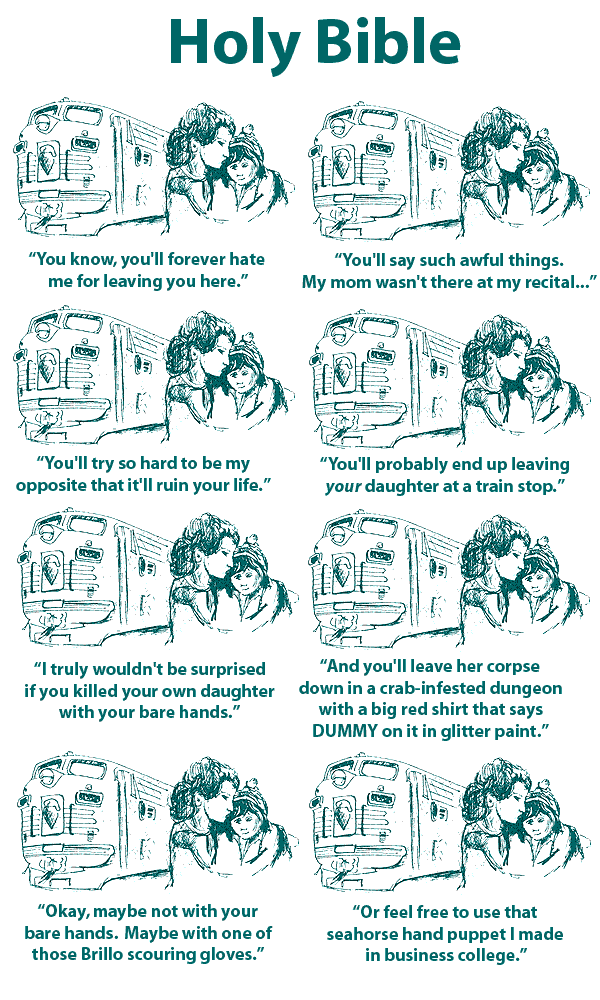 Holy Bible
“You know, you'll forever hate
me for leaving you here.”
“You'll say such awful things.
My mom wasn't there at my recital...”
“You'll try so hard to be my
opposite that it'll ruin your life.”
“You'll probably end up leaving
your daughter at a train stop.”
“I truly wouldn't be surprised
if you killed your own daughter
with your bare hands.”
“And you'll leave her corpse
down in a crab-infested dungeon
with a big red shirt that says
DUMMY on it in glitter paint.”
“Okay, maybe not with your
bare hands.  Maybe with one of
those Brillo scouring gloves.”
“Or feel free to use that
seahorse hand puppet I made
in business college.”